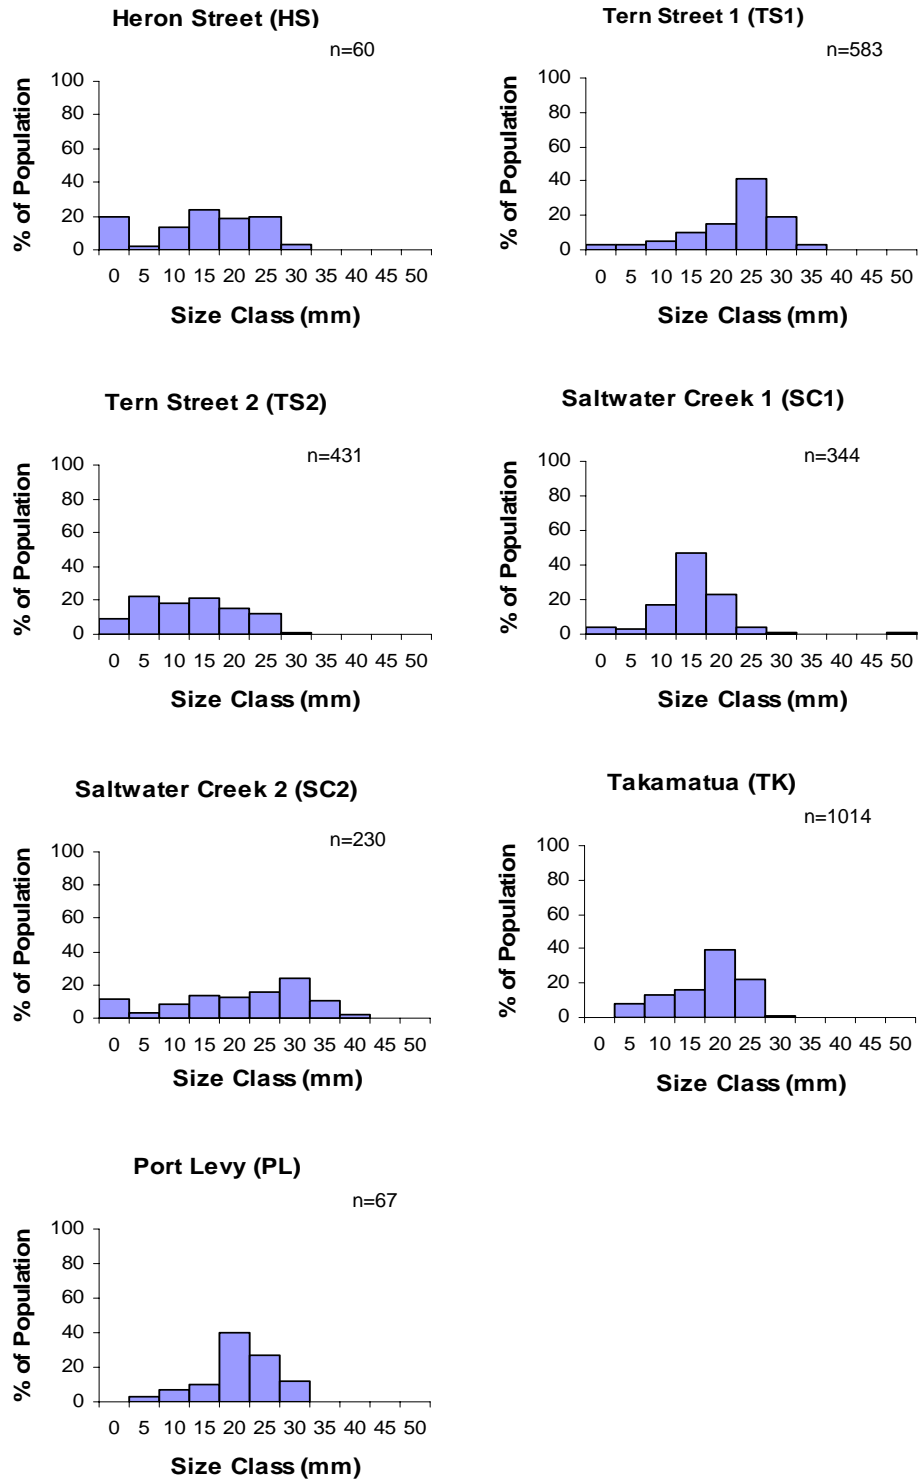 Heron Street (HS)
n=60
% of Population
100
80
60
40
20
0
0 5 10 15 20 25 30 35 40 45 50
Size Class (mm)
Tern Street 1 (TS1)
n=583
% of Population
100
80
60
40
20
0
0 5 10 15 20 25 30 35 40 45 50
Size Class (mm)
Tern Street 2 (TS2)
n=431
% of Population
100
80
60
40
20
0
0 5 10 15 20 25 30 35 40 45 50
Size Class (mm)
Saltwater Creek 1 (SC1)
n=344
% of Population
100
80
60
40
20
0
0 5 10 15 20 25 30 35 40 45 50
Size Class (mm)
Saltwater Creek 2 (SC2)
n=230
% of Population
100
80
60
40
20
0
0 5 10 15 20 25 30 35 40 45 50
Size Class (mm)
Takamatua (TK)
n=1014
% of Population
100
80
60
40
20
0
0 5 10 15 20 25 30 35 40 45 50
Size Class (mm)
Port Levy (PL)
n=67
% of Population
100
80
60
40
20
0
0 5 10 15 20 25 30 35 40 45 50
Size Class (mm)